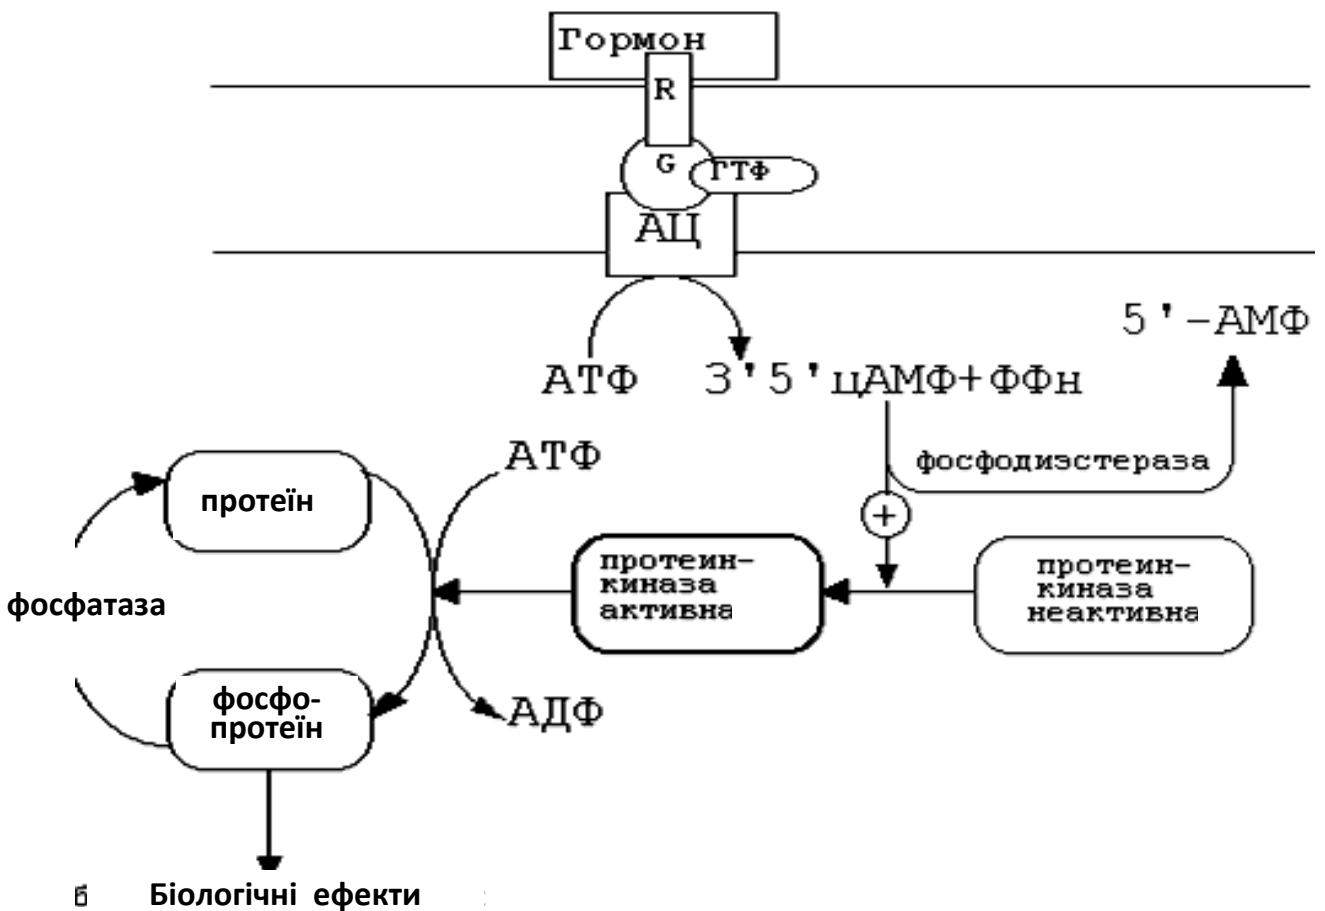 Гормон
R
G
ГТФ
АЦ
5'-АМФ
АТФ
3'5'цАМФ+ФФн
АТФ
фосфодиэстераза
+
протеїн
протеин-
киназа
активна
протеин-
киназа
неактивна
фосфатаза
фосфо-
протеїн
АДФ
б
Біологічні ефекти